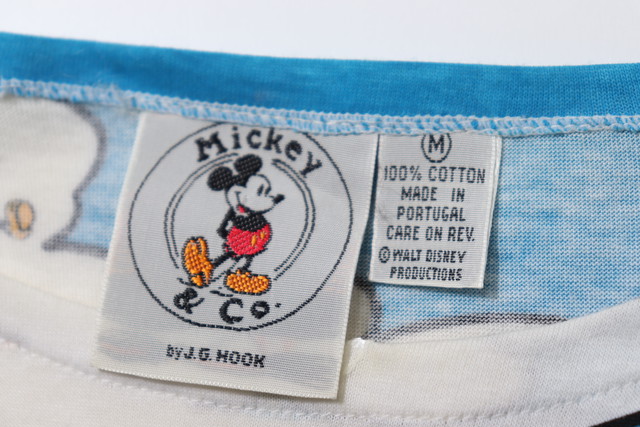 Mickey
& Co.
by J.G. HOOK
M
100% COTTON
MADE IN
PORTUGAL
CARE ON REV.
© WALT DISNEY
PRODUCTIONS